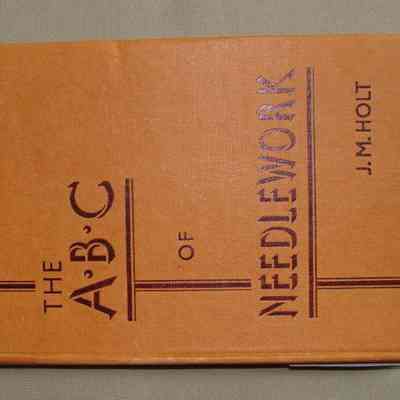 THE
A·B·C
OF
NEEDLEWORK
J.M.HOLT